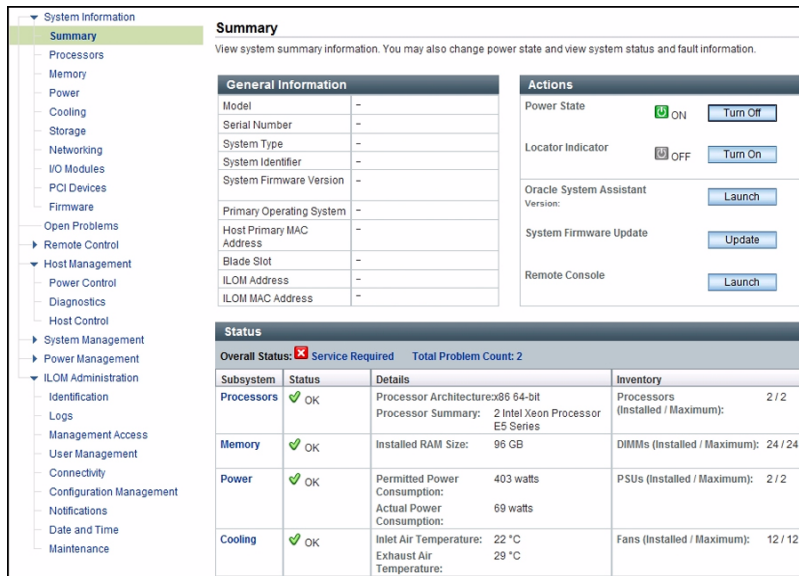 System Information
Summary
Processors
Memory
Power
Cooling
Storage
Networking
I/O Modules
PCI Devices
Firmware
Open Problems
Remote Control
Host Management
Power Control
Diagnostics
Host Control
System Management
Power Management
ILOM Administration
Identification
Logs
Management Access
User Management
Connectivity
Configuration Management
Notifications
Date and Time
Maintenance
Summary
View system summary information. You may also change power state and view system status and fault information.
General Information
Model –
Serial Number –
System Type –
System Identifier –
System Firmware Version –
Primary Operating System –
Host Primary MAC
Address –
Blade Slot –
ILOM Address –
ILOM MAC Address –
Actions
Power State ON Turn Off
Locator Indicator OFF Turn On
Oracle System Assistant Launch
Version:
System Firmware Update Update
Remote Console Launch
Status
Overall Status: Service Required Total Problem Count: 2
Subsystem Status Details Inventory
Processors OK Processor Architecture:x86 64-bit Processors 2 / 2
Processor Summary: 2 Intel Xeon Processor (Installed / Maximum):
E5 Series
Memory OK Installed RAM Size: 96 GB DIMMs (Installed / Maximum): 24 / 24
Power OK Permitted Power 403 watts PSUs (Installed / Maximum): 2 / 2
Consumption:
Actual Power 69 watts
Consumption:
Cooling OK Inlet Air Temperature: 22 °C Fans (Installed / Maximum): 12 / 12
Exhaust Air 29 °C
Temperature: